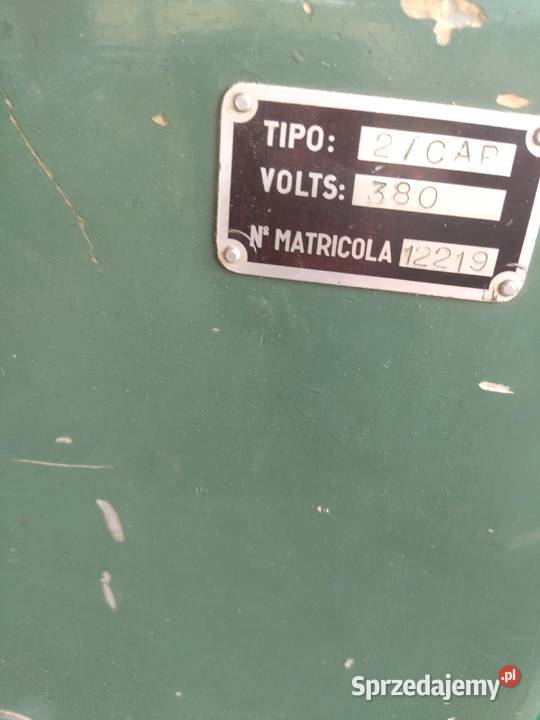 TIPO: 2/CAP
VOLTS: 380
Nº MATRICOLA 12219
Sprzedajemy.pl